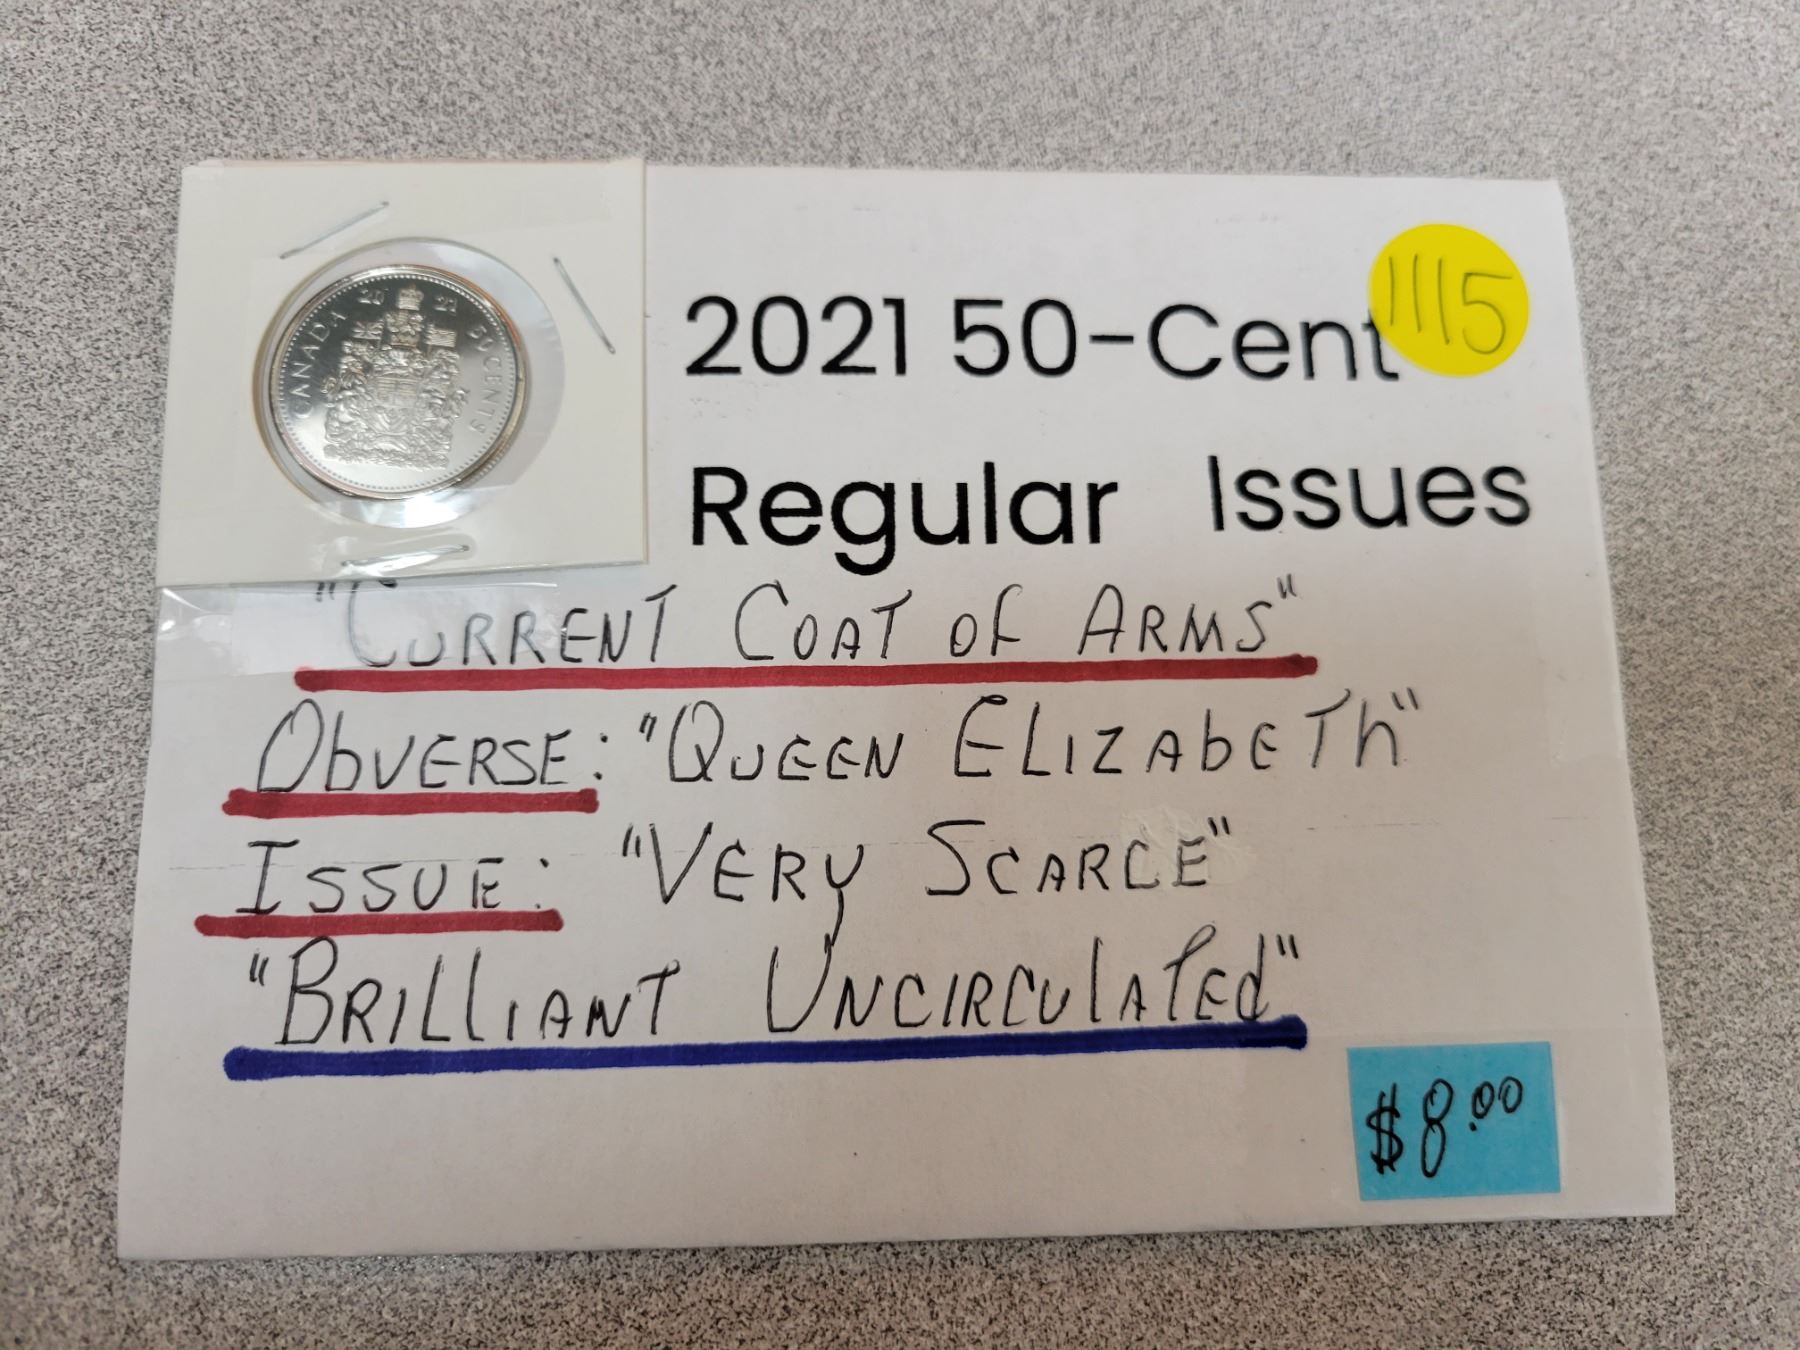 CANADA 2021 50 CENTS
1115
2021 50-Cent
Regular Issues
"CURRENT COAT OF ARMS"
ObVERSE: "QUEEN ELIZAbETh"
ISSUE: "VERy SCARCE"
"BRILLIANT UNCIRCULATEd"
$8.00